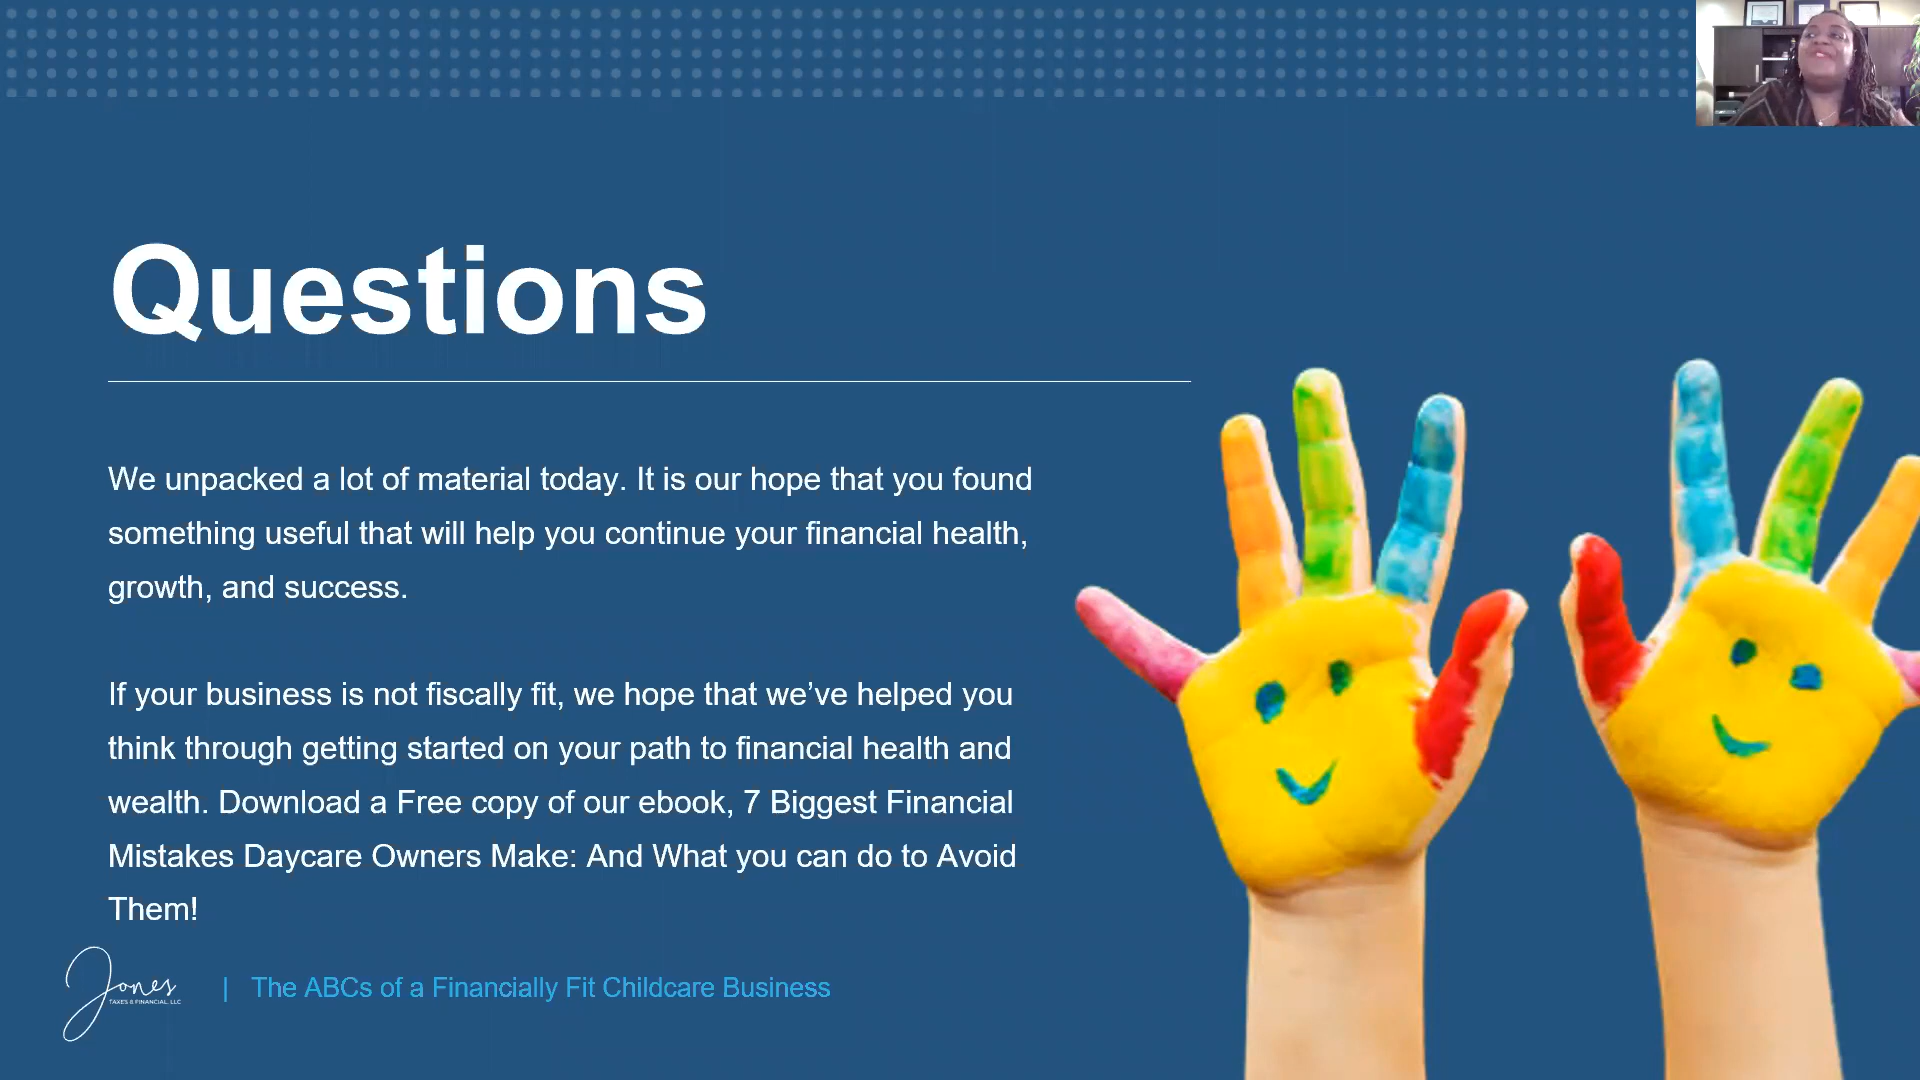 Questions
We unpacked a lot of material today. It is our hope that you found
something useful that will help you continue your financial health,
growth, and success.
If your business is not fiscally fit, we hope that we’ve helped you
think through getting started on your path to financial health and
wealth. Download a Free copy of our ebook, 7 Biggest Financial
Mistakes Daycare Owners Make: And What you can do to Avoid
Them!
Jones
TAXES & FINANCIAL, LLC
| The ABCs of a Financially Fit Childcare Business